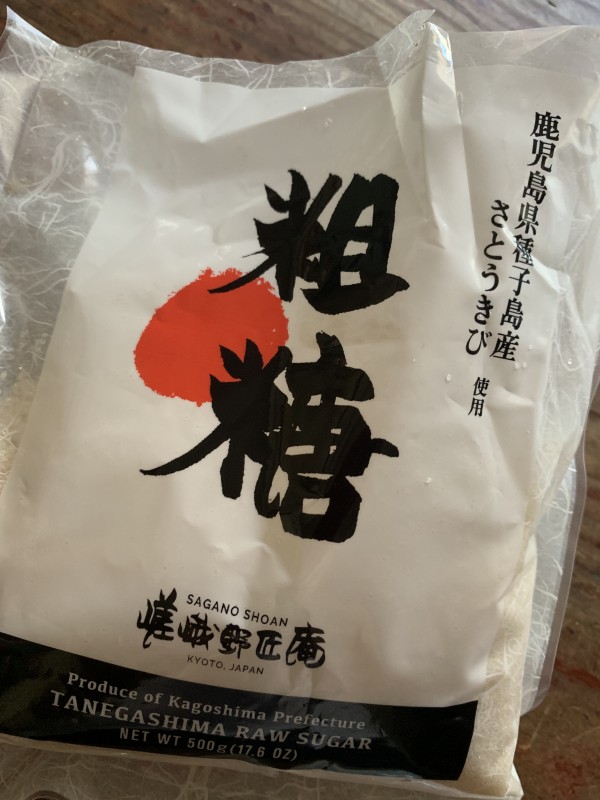 鹿児島県種子島産
さとうきび 使用
粗糖
SAGANO SHOAN
嵯峨野匠庵
KYOTO, JAPAN
Produce of Kagoshima Prefecture
TANEGASHIMA RAW SUGAR
NET WT 500g (17.6 OZ)